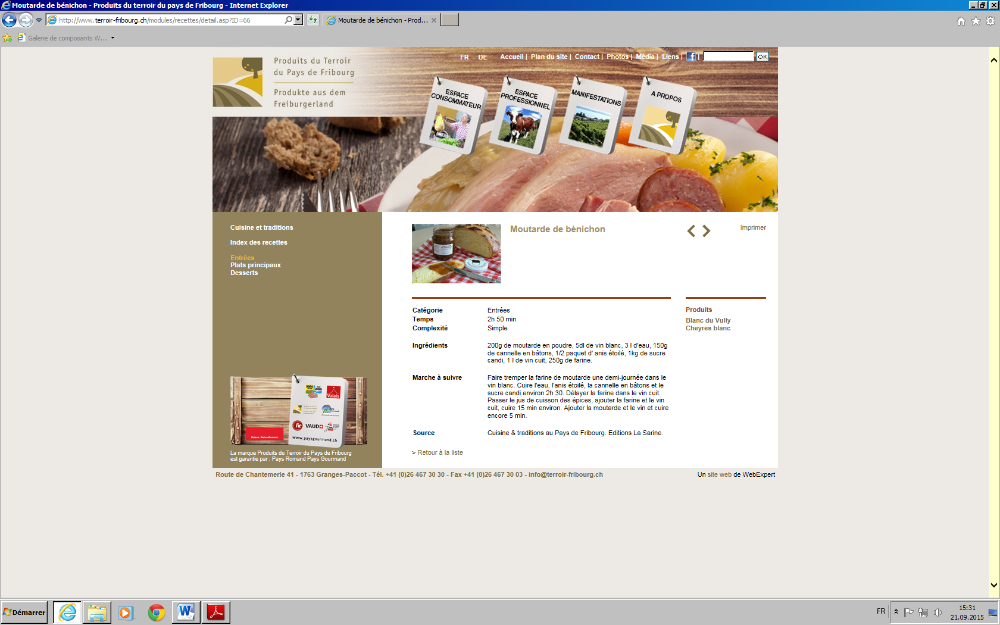 Moutarde de bénichon - Produits du terroir du pays de Fribourg - Internet Explorer
http://www.terroir-fribourg.ch/modules/recettes/detail.asp?ID=66
Moutarde de bénichon - Prod...
Galerie de composants W...
Produits du Terroir
du Pays de Fribourg
Produkte aus dem
Freiburgerland
FR - DE Accueil | Plan du site | Contact | Photos | Média | Liens | | OK
ESPACE
CONSOMMATEUR
ESPACE
PROFESSIONNEL
MANIFESTATIONS
A PROPOS
Cuisine et traditions
Index des recettes
Entrées
Plats principaux
Desserts
Valais
VAUD
Suisse. Naturellement.
www.paysgourmand.ch
La marque Produits du Terroir du Pays de Fribourg
est garantie par : Pays Romand Pays Gourmand
Moutarde de bénichon
Imprimer
Catégorie Entrées
Temps 2h 50 min.
Complexité Simple
Ingrédients 200g de moutarde en poudre, 5dl de vin blanc, 3 l d'eau, 150g
de cannelle en bâtons, 1/2 paquet d' anis étoilé, 1kg de sucre
candi, 1 l de vin cuit, 250g de farine.
Marche à suivre Faire tremper la farine de moutarde une demi-journée dans le
vin blanc. Cuire l'eau, l'anis étoilé, la cannelle en bâtons et le
sucre candi environ 2h 30. Délayer la farine dans le vin cuit.
Passer le jus de cuisson des épices, ajouter la farine et le vin
cuit, cuire 15 min environ. Ajouter la moutarde et le vin et cuire
encore 5 min.
Source Cuisine & traditions au Pays de Fribourg. Editions La Sarine.
> Retour à la liste
Produits
Blanc du Vully
Cheyres blanc
Route de Chantemerle 41 - 1763 Granges-Paccot - Tél. +41 (0)26 467 30 30 - Fax +41 (0)26 467 30 03 - info@terroir-fribourg.ch
Un site web de WebExpert
Démarrer
FR
15:31
21.09.2015